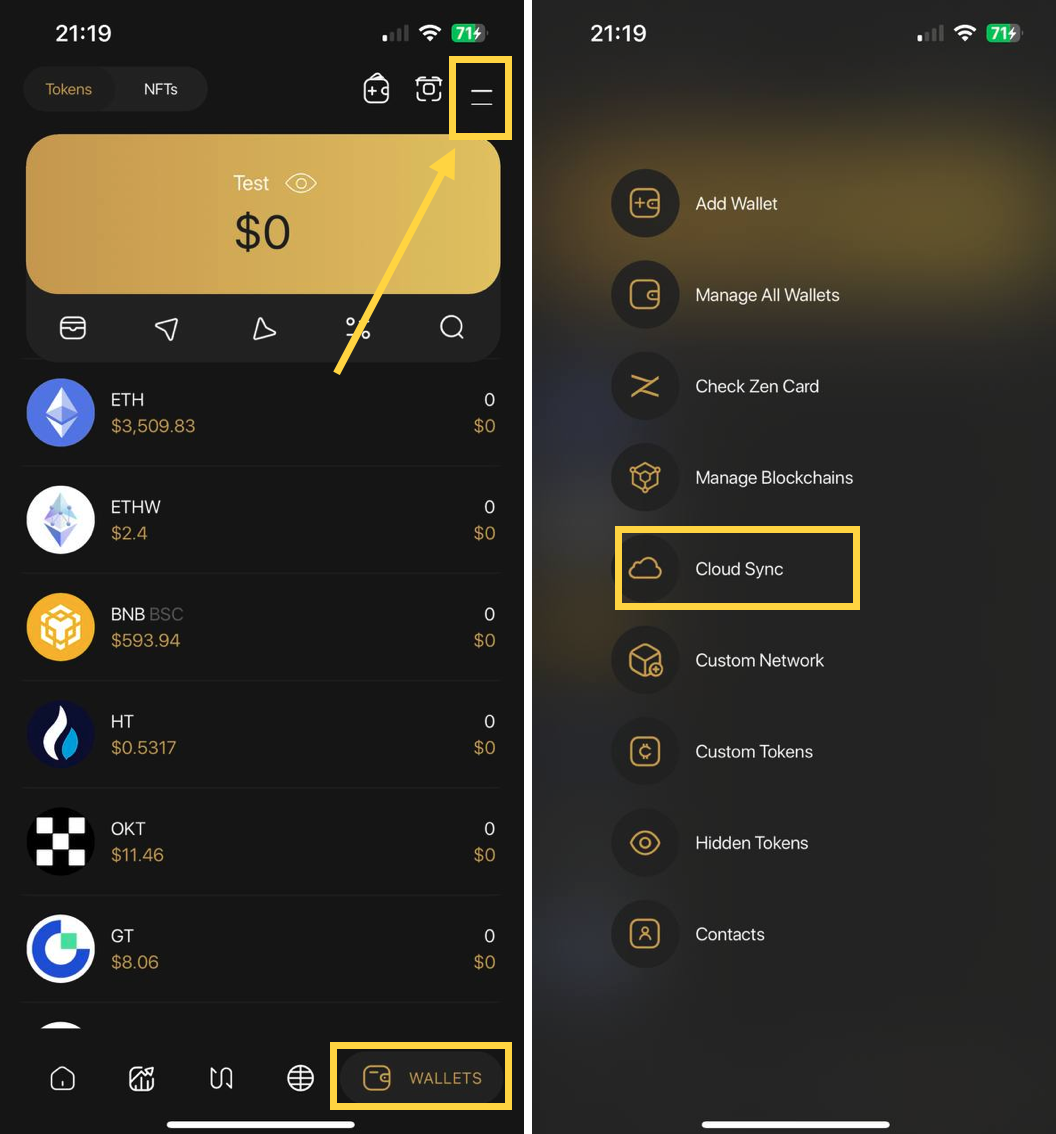 21:19
71
Tokens
NFTs
Test
$0
ETH
0
$3,509.83
$0
ETHW
0
$2.4
$0
BNB BSC
0
$593.94
$0
HT
0
$0.5317
$0
OKT
0
$11.46
$0
GT
0
$8.06
$0
WALLETS
21:19
71
Add Wallet
Manage All Wallets
Check Zen Card
Manage Blockchains
Cloud Sync
Custom Network
Custom Tokens
Hidden Tokens
Contacts